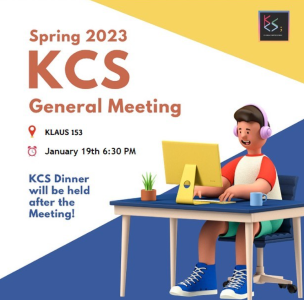 Spring 2023
KCS
General Meeting
KLAUS 153
January 19th 6:30 PM
KCS Dinner
will be held
after the
Meeting!